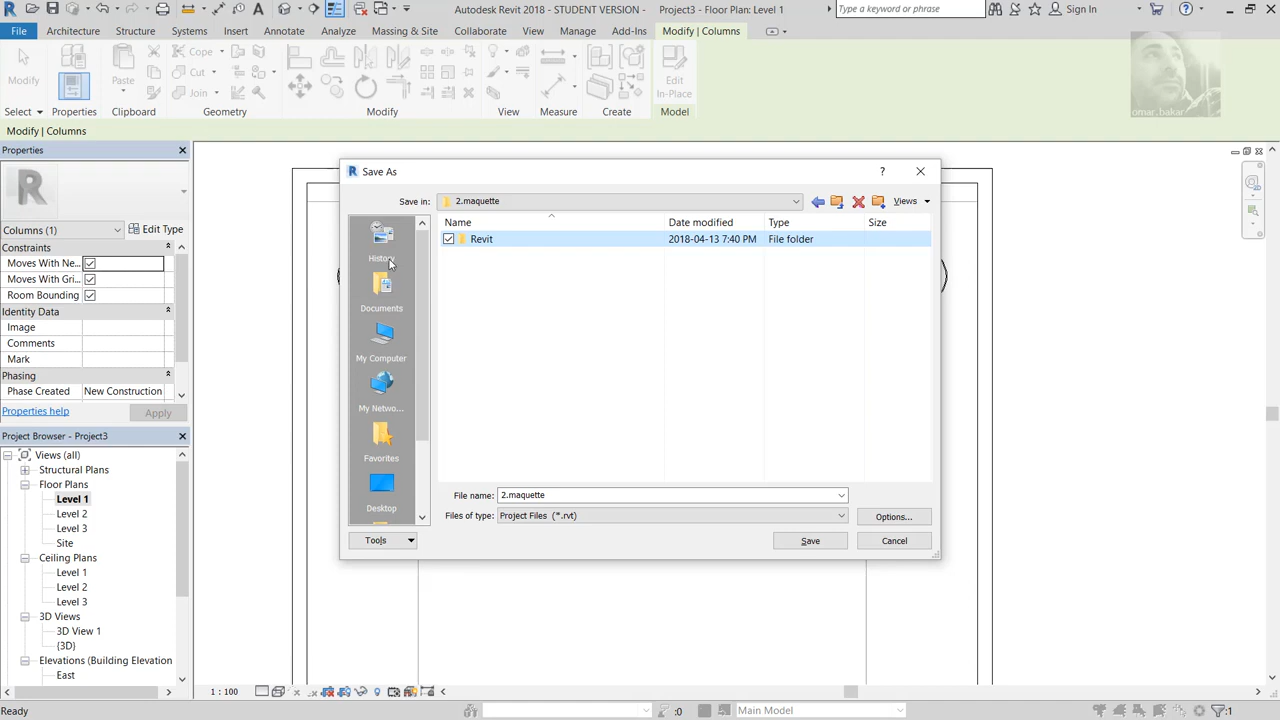 Autodesk Revit 2018 - STUDENT VERSION - Project3 - Floor Plan: Level 1
Type a keyword or phrase
Sign In
File
Architecture
Structure
Systems
Insert
Annotate
Analyze
Massing & Site
Collaborate
View
Manage
Add-Ins
Modify | Columns
Modify
Paste
Cope
Cut
Join
Edit
In-Place
Select
Properties
Clipboard
Geometry
Modify
View
Measure
Create
Model
omar_bakar
Modify | Columns
Properties
Columns (1)
Edit Type
Constraints
Moves With Ne...
Moves With Gri...
Room Bounding
Identity Data
Image
Comments
Mark
Phasing
Phase Created
New Construction
Properties help
Apply
Project Browser - Project3
Views (all)
Structural Plans
Floor Plans
Level 1
Level 2
Level 3
Site
Ceiling Plans
Level 1
Level 2
Level 3
3D Views
3D View 1
{3D}
Elevations (Building Elevation
East
Save As
?
Save in:
2.maquette
Views
Name
Date modified
Type
Size
Revit
2018-04-13 7:40 PM
File folder
History
Documents
My Computer
My Netwo...
Favorites
Desktop
File name:
2.maquette
Files of type:
Project Files (*.rvt)
Options...
Tools
Save
Cancel
1 : 100
Ready
:0
Main Model
:1